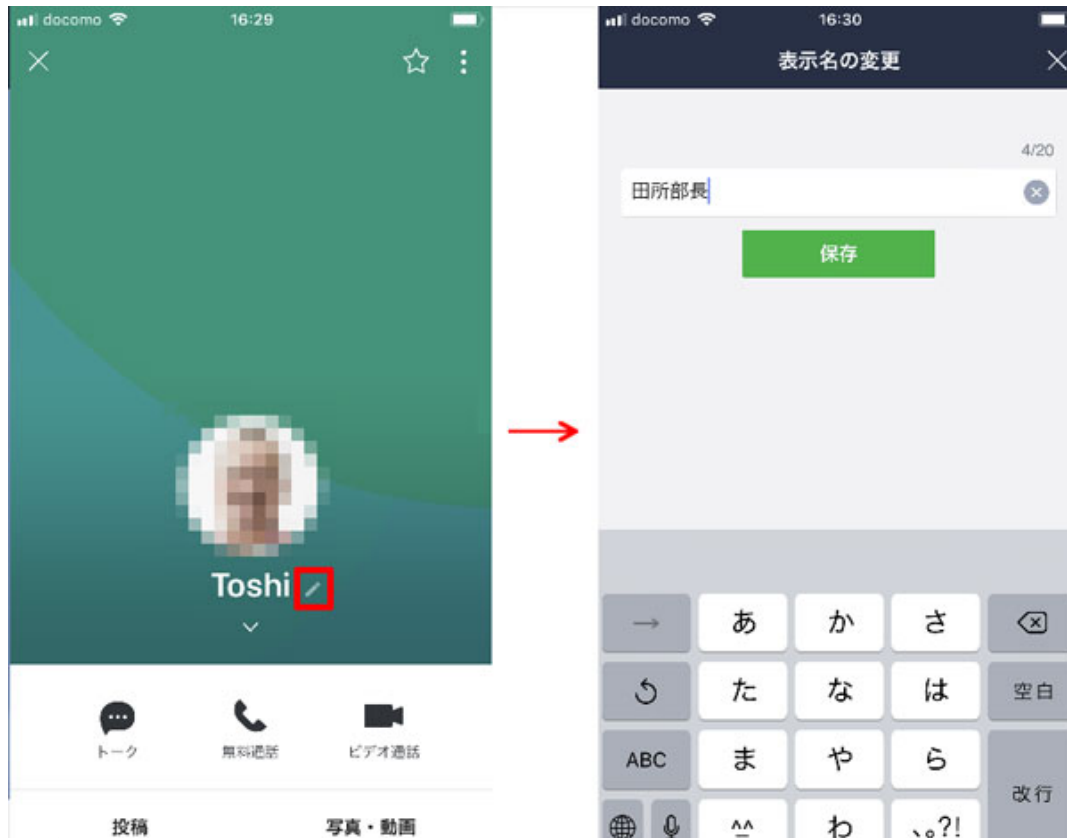 docomo 16:29
Toshi
トーク 無料通話 ビデオ通話
投稿 写真・動画
docomo 16:30
表示名の変更
4/20
田所部長
保存
→ あ か さ
た な は 空白
ABC ま や ら
改行
^^ わ 、。?!